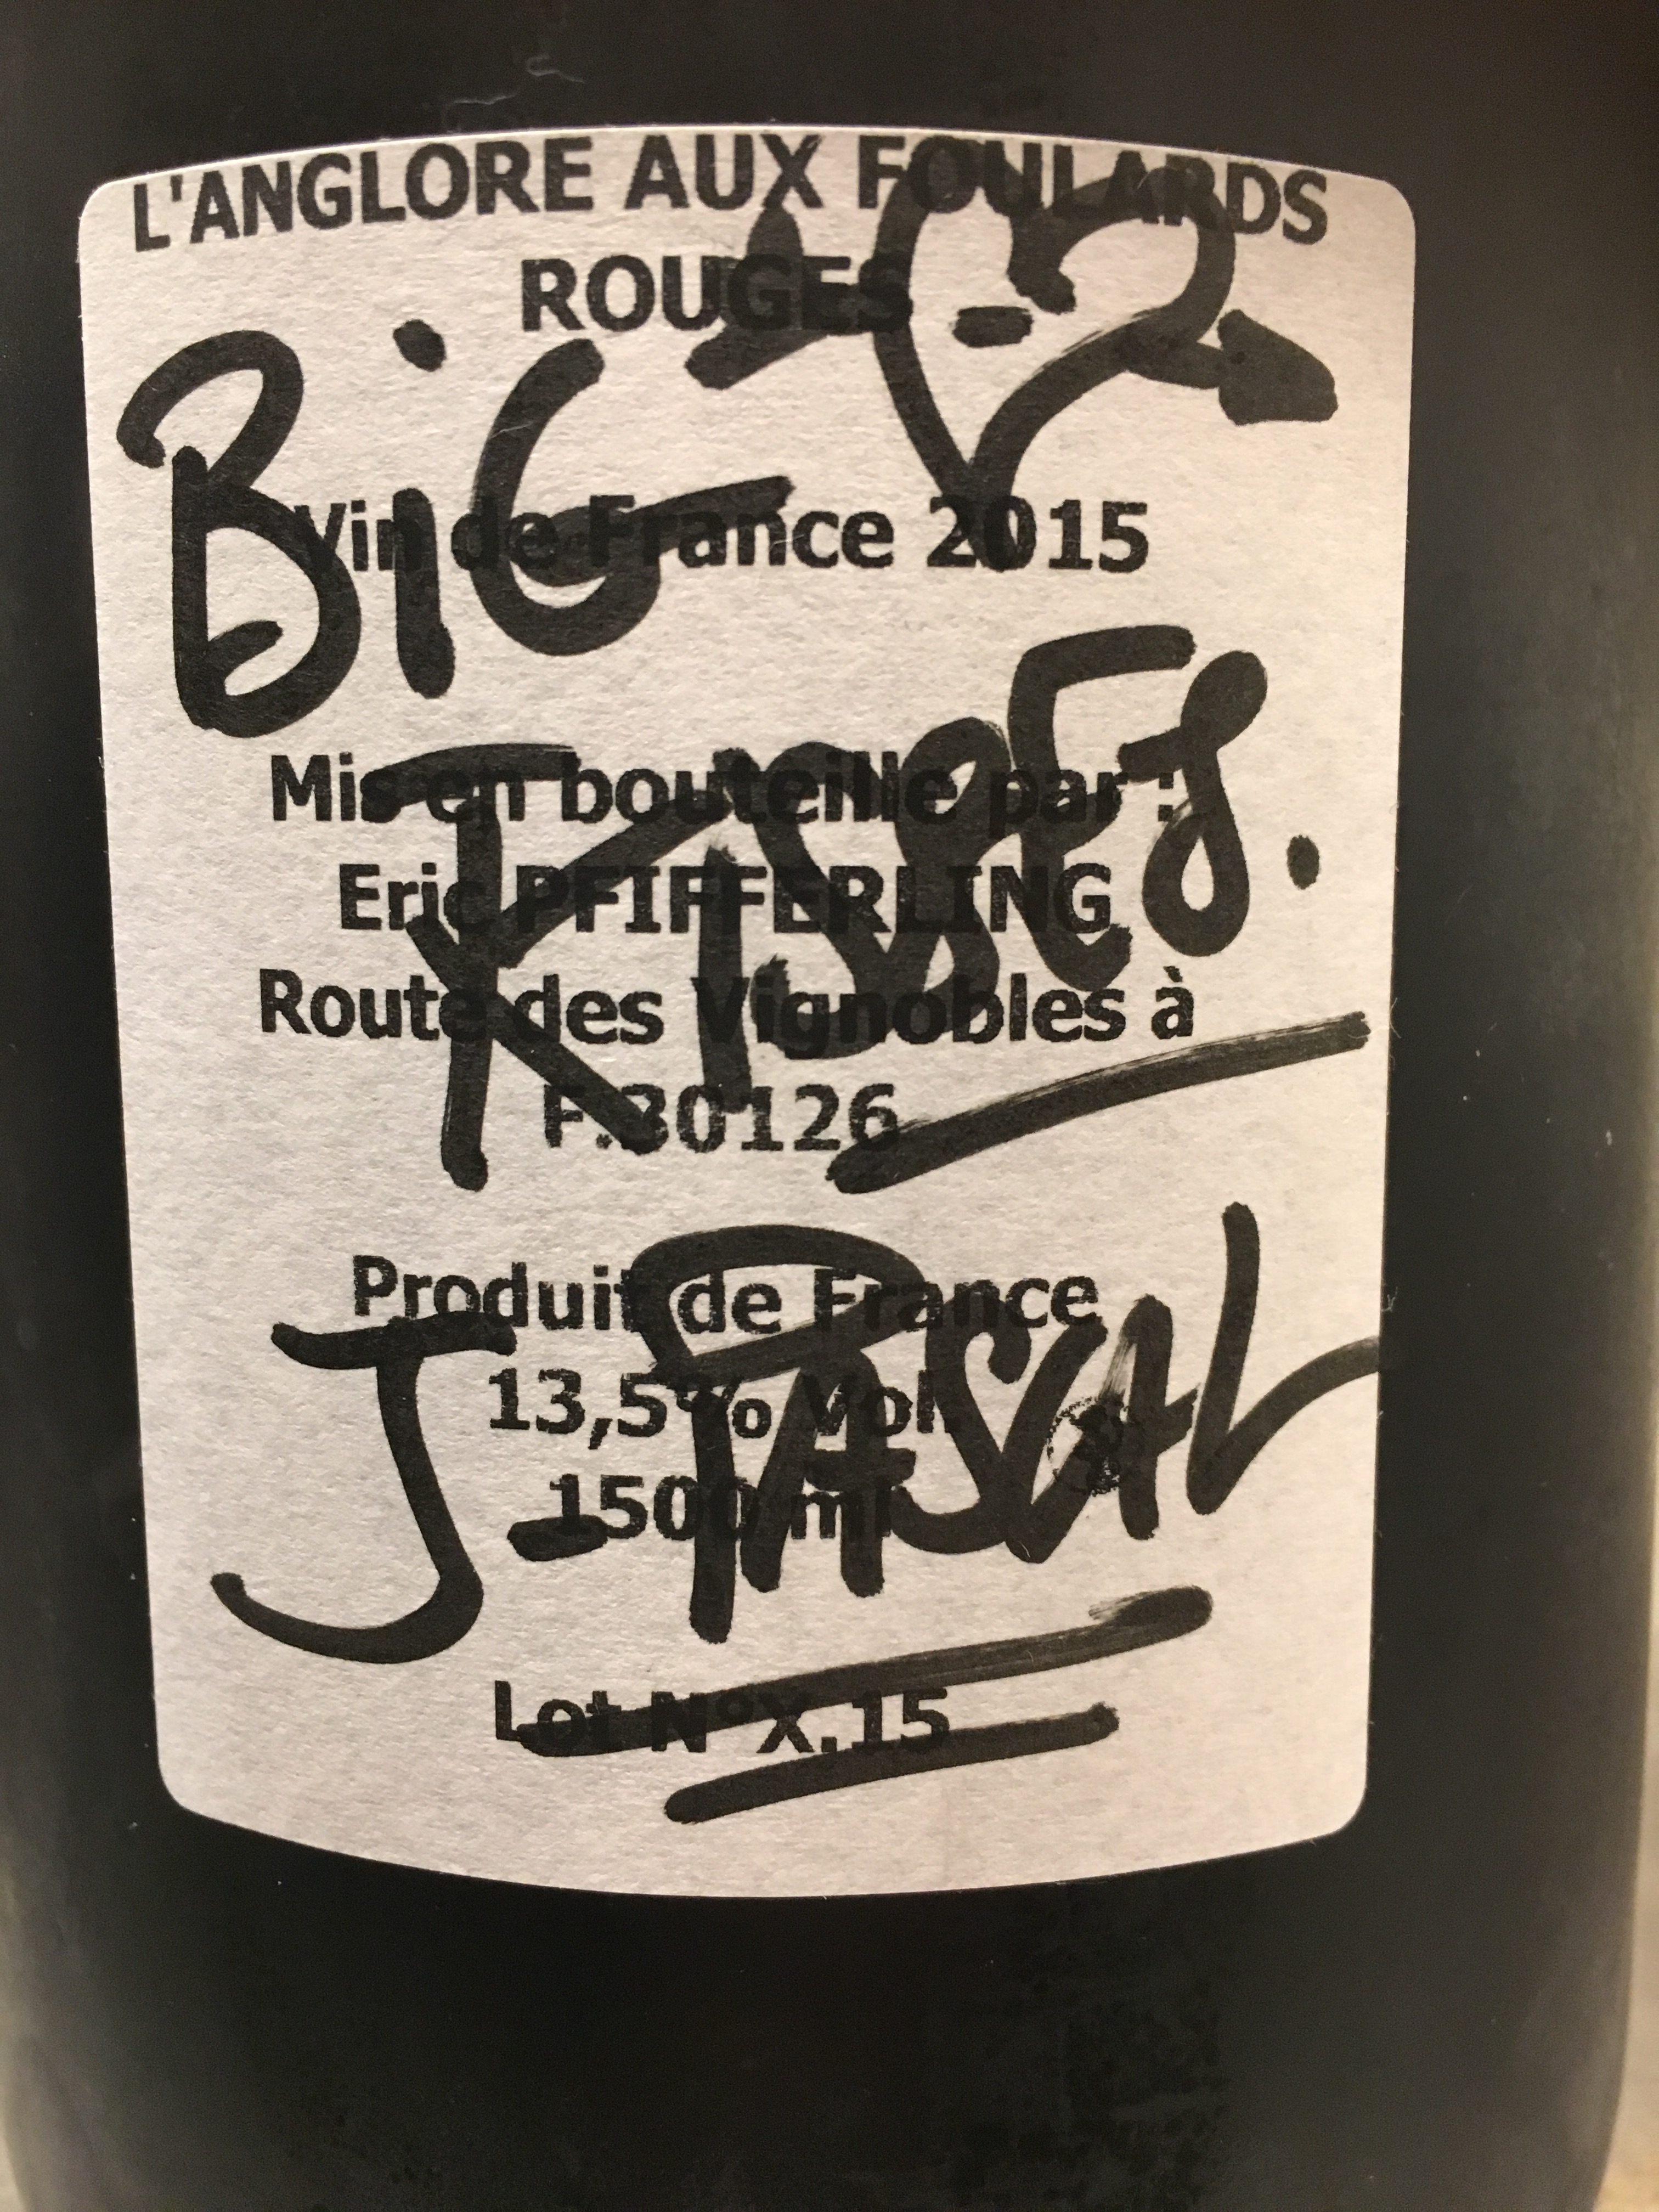 L'ANGLORE AUX FOULARDS
ROUGES
Vin de France 2015
Mis en bouteille par :
Eric PFIFFERLING
Route des Vignobles à
F.30126
Produit de France
13,5% Vol.
1500 ml
Lot N°X.15
BiG
KISSES.
J-PASCAL